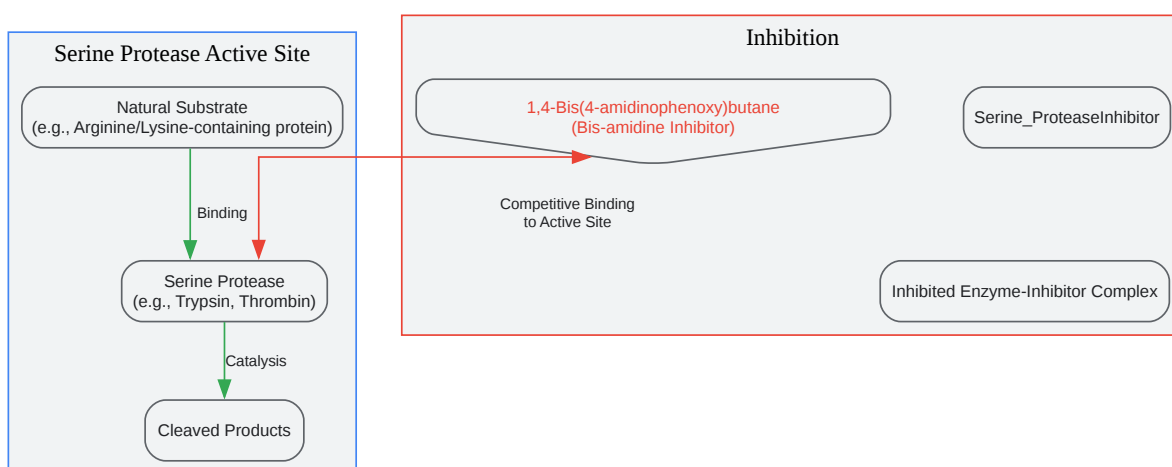 Serine Protease Active Site
Natural Substrate
(e.g., Arginine/Lysine-containing protein)
Binding
Serine Protease
(e.g., Trypsin, Thrombin)
Catalysis
Cleaved Products
Inhibition
1,4-Bis(4-amidinophenoxy)butane
(Bis-amidine Inhibitor)
Serine_ProteaseInhibitor
Competitive Binding
to Active Site
Inhibited Enzyme-Inhibitor Complex